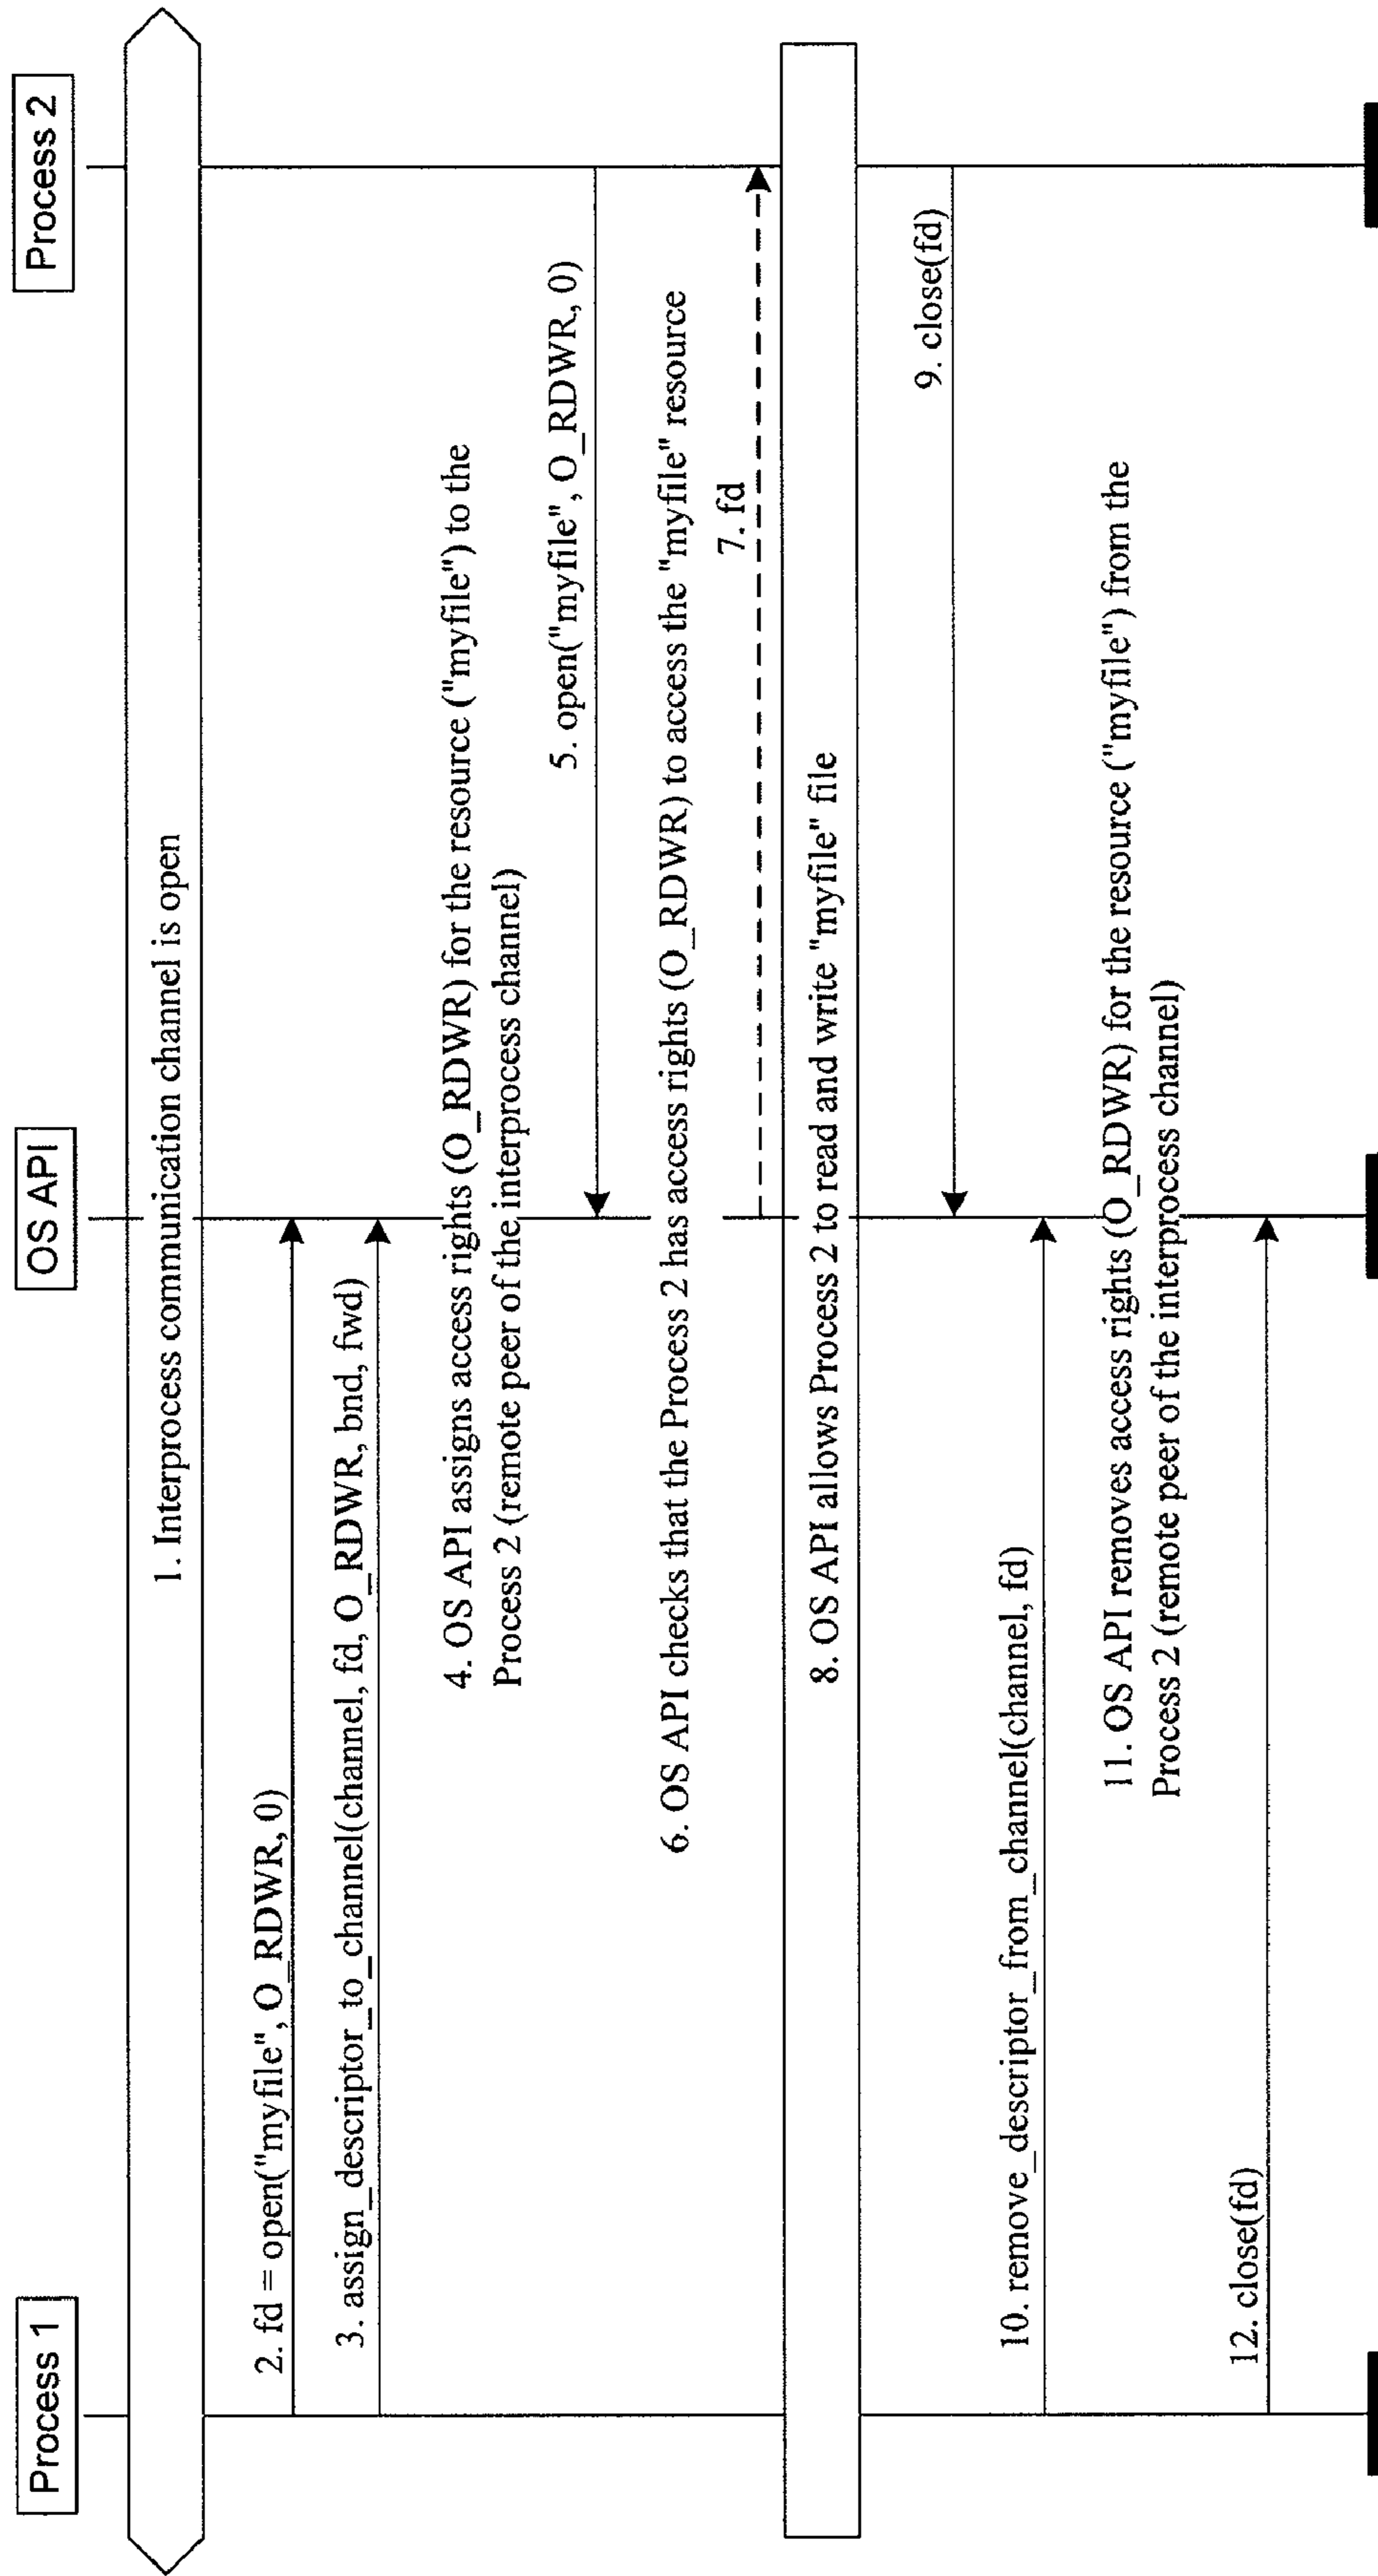 Process 1
OS API
Process 2
1. Interprocess communication channel is open
2. fd = open("myfile", O_RDWR, 0)
3. assign_descriptor_to_channel(channel, fd, O_RDWR, bnd, fwd)
4. OS API assigns access rights (O_RDWR) for the resource ("myfile") to the
Process 2 (remote peer of the interprocess channel)
5. open("myfile", O_RDWR, 0)
6. OS API checks that the Process 2 has access rights (O_RDWR) to access the "myfile" resource
7. fd
8. OS API allows Process 2 to read and write "myfile" file
9. close(fd)
10. remove_descriptor_from_channel(channel, fd)
11. OS API removes access rights (O_RDWR) for the resource ("myfile") from the
Process 2 (remote peer of the interprocess channel)
12. close(fd)